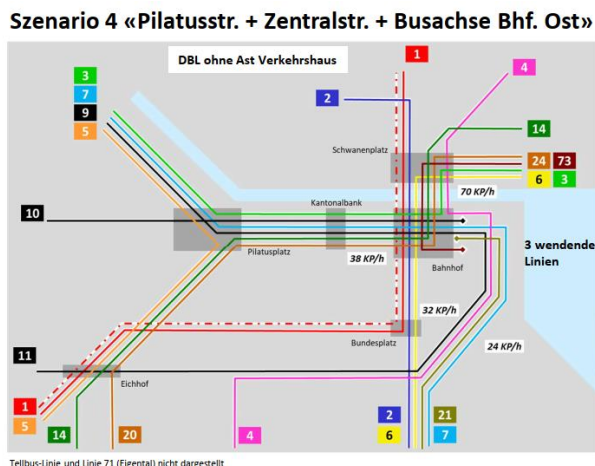 Szenario 4 «Pilatusstr. + Zentralstr. + Busachse Bhf. Ost»
DBL ohne Ast Verkehrshaus
1
4
3
7
9
5
2
14
Schwanenplatz
24 73
6 3
70 KP/h
Kantonalbank
10
Pilatusplatz
38 KP/h
Bahnhof
3 wendende
Linien
32 KP/h
Bundesplatz
24 KP/h
11
Eichhof
1
5
14
20
4
2
6
21
7
Tellbus-Linie und Linie 71 (Eigental) nicht dargestellt